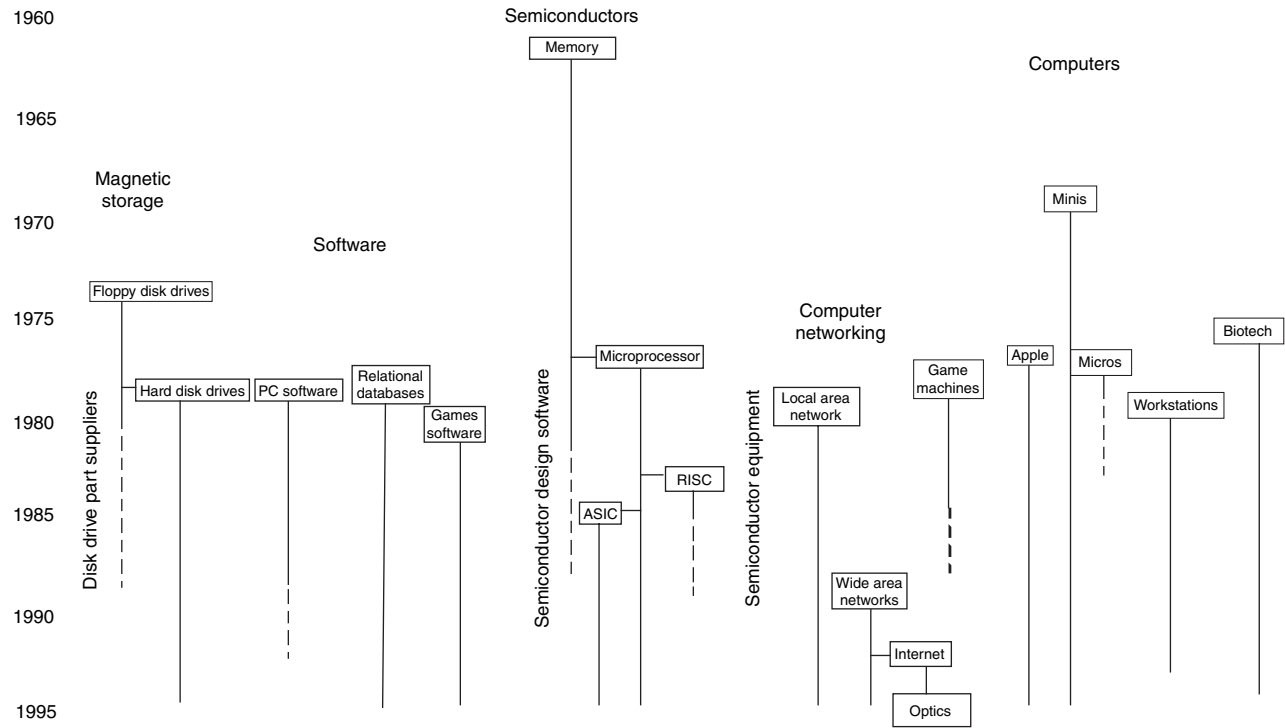 1960
1965
1970
1975
1980
1985
1990
1995
Magnetic
storage
Floppy disk drives
Hard disk drives
Disk drive part suppliers
Software
PC software
Relational
databases
Games
software
Semiconductors
Memory
Microprocessor
RISC
ASIC
Semiconductor design software
Semiconductor equipment
Computer
networking
Local area
network
Wide area
networks
Internet
Optics
Game
machines
Computers
Minis
Apple
Micros
Workstations
Biotech